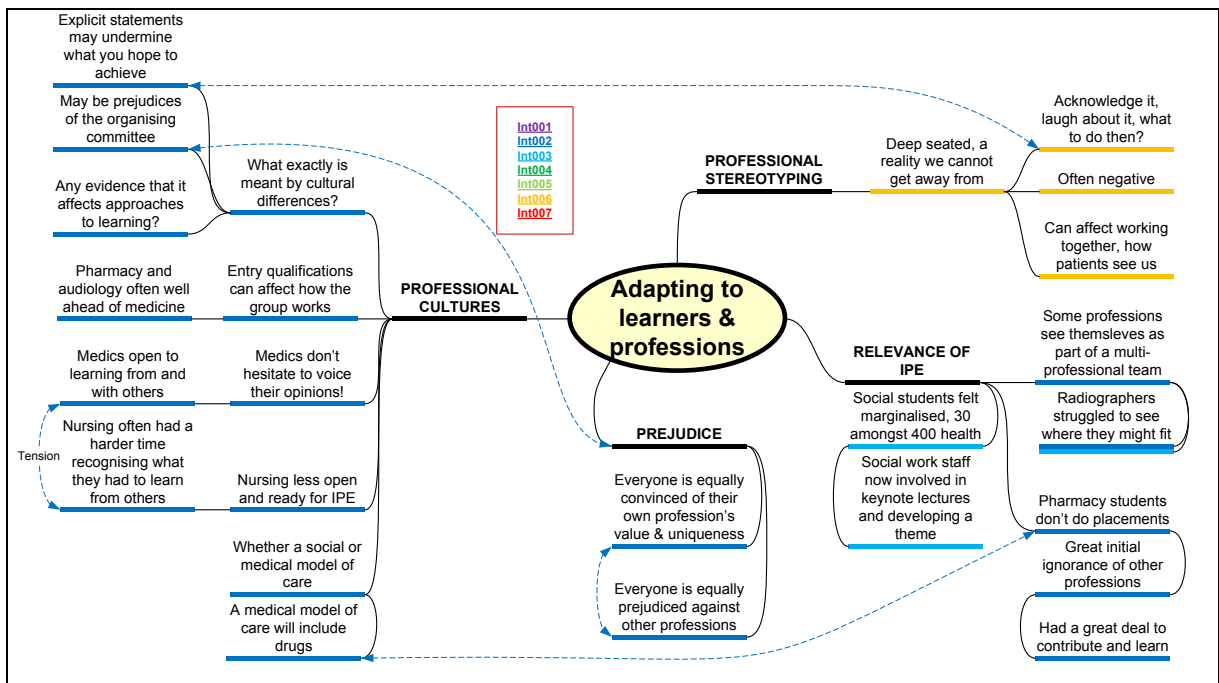 Explicit statements
may undermine
what you hope to
achieve
May be prejudices
of the organising
committee
Any evidence that it
affects approaches
to learning?
What exactly is
meant by cultural
differences?
Pharmacy and
audiology often well
ahead of medicine
Entry qualifications
can affect how the
group works
PROFESSIONAL
CULTURES
Medics open to
learning from and
with others
Medics don't
hesitate to voice
their opinions!
Tension
Nursing often had a
harder time
recognising what
they had to learn
from others
Nursing less open
and ready for IPE
Whether a social or
medical model of
care
A medical model of
care will include
drugs
Int001
Int002
Int003
Int004
Int005
Int006
Int007
Adapting to
learners &
professions
PREJUDICE
Everyone is equally
convinced of their
own profession's
value & uniqueness
Everyone is equally
prejudiced against
other professions
PROFESSIONAL
STEREOTYPING
Deep seated, a
reality we cannot
get away from
Acknowledge it,
laugh about it, what
to do then?
Often negative
Can affect working
together, how
patients see us
RELEVANCE OF
IPE
Social students felt
marginalised, 30
amongst 400 health
Social work staff
now involved in
keynote lectures
and developing a
theme
Some professions
see themsleves as
part of a multi-
professional team
Radiographers
struggled to see
where they might fit
Pharmacy students
don't do placements
Great initial
ignorance of other
professions
Had a great deal to
contribute and learn